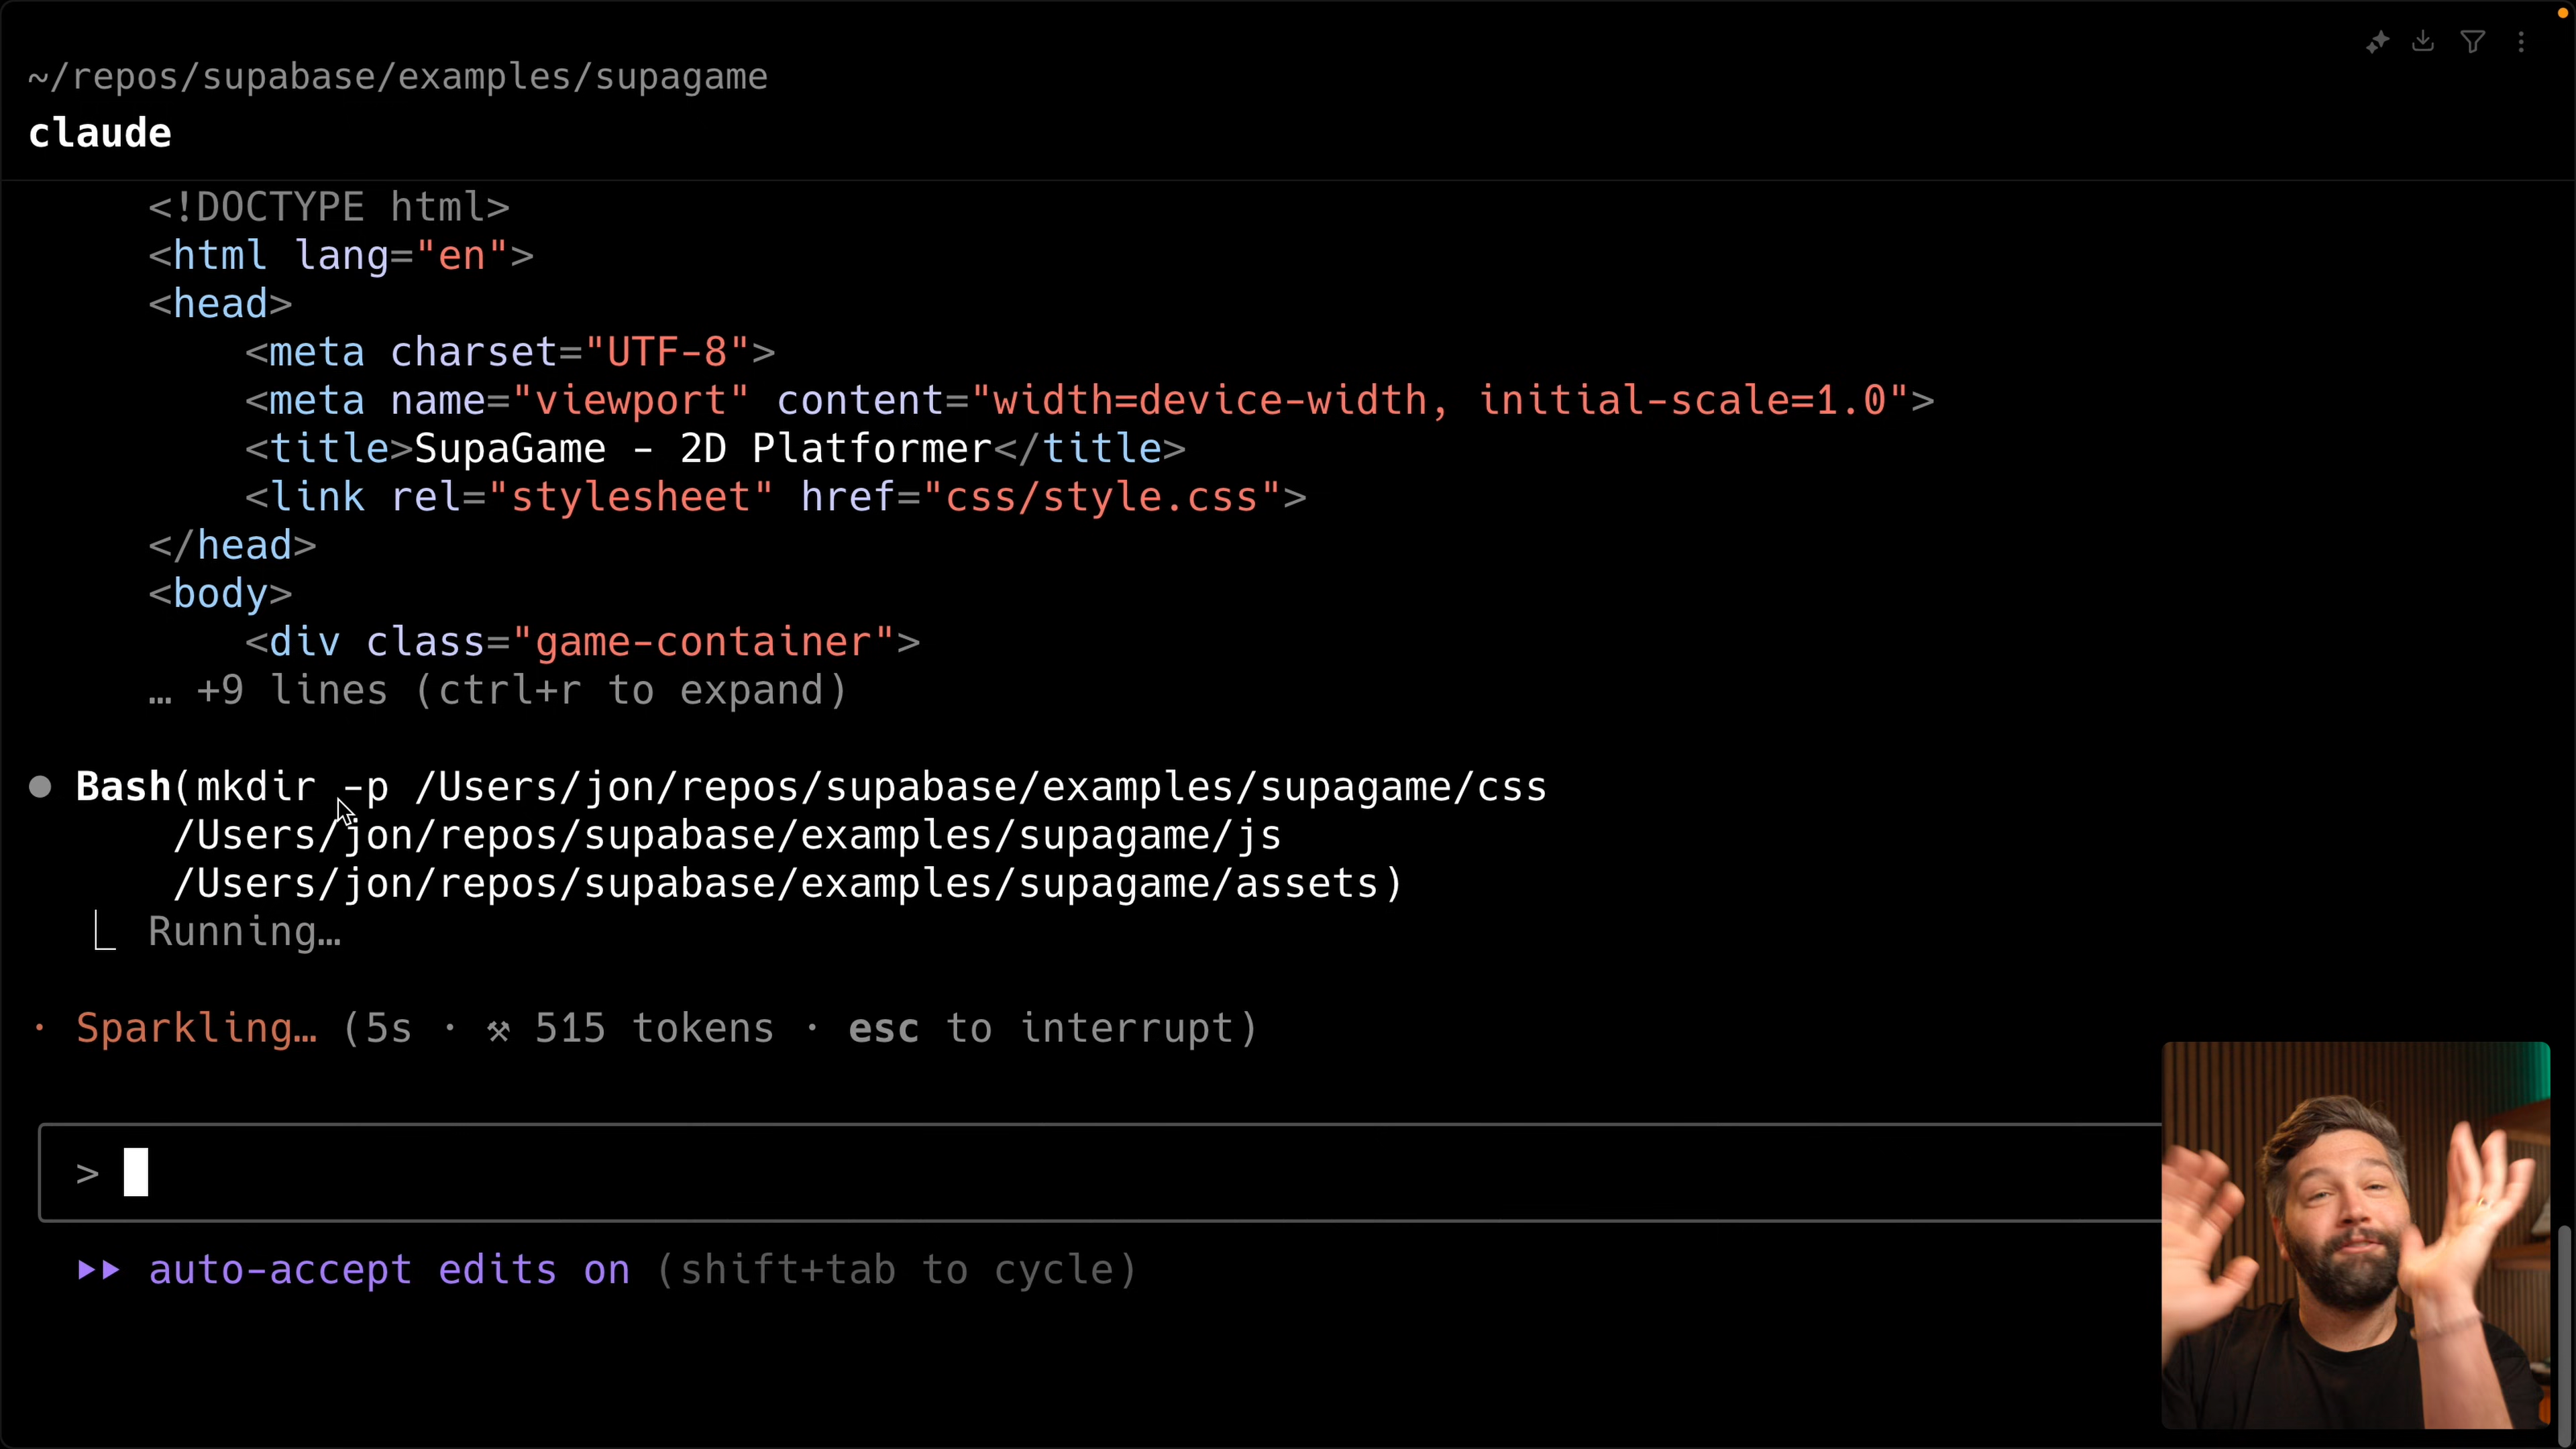 ~/repos/supabase/examples/supagame
claude
<!DOCTYPE html>
<html lang="en">
<head>
<meta charset="UTF-8">
<meta name="viewport" content="width=device-width, initial-scale=1.0">
<title>SupaGame - 2D Platformer</title>
<link rel="stylesheet" href="css/style.css">
</head>
<body>
<div class="game-container">
… +9 lines (ctrl+r to expand)
● Bash(mkdir -p /Users/jon/repos/supabase/examples/supagame/css
/Users/jon/repos/supabase/examples/supagame/js
/Users/jon/repos/supabase/examples/supagame/assets)
⎿ Running…
· Sparkling… (5s · ⚒ 515 tokens · esc to interrupt)
>
⏵⏵ auto-accept edits on (shift+tab to cycle)